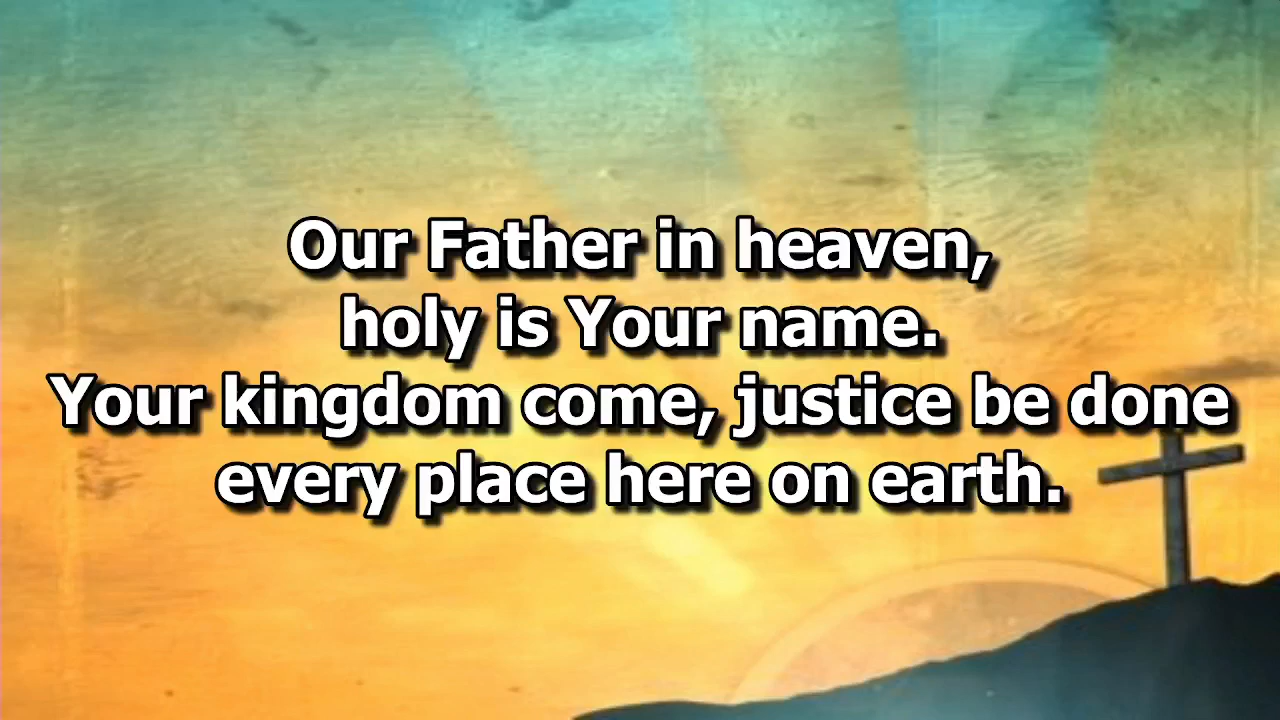 Our Father in heaven,
holy is Your name.
Your kingdom come, justice be done
every place here on earth.